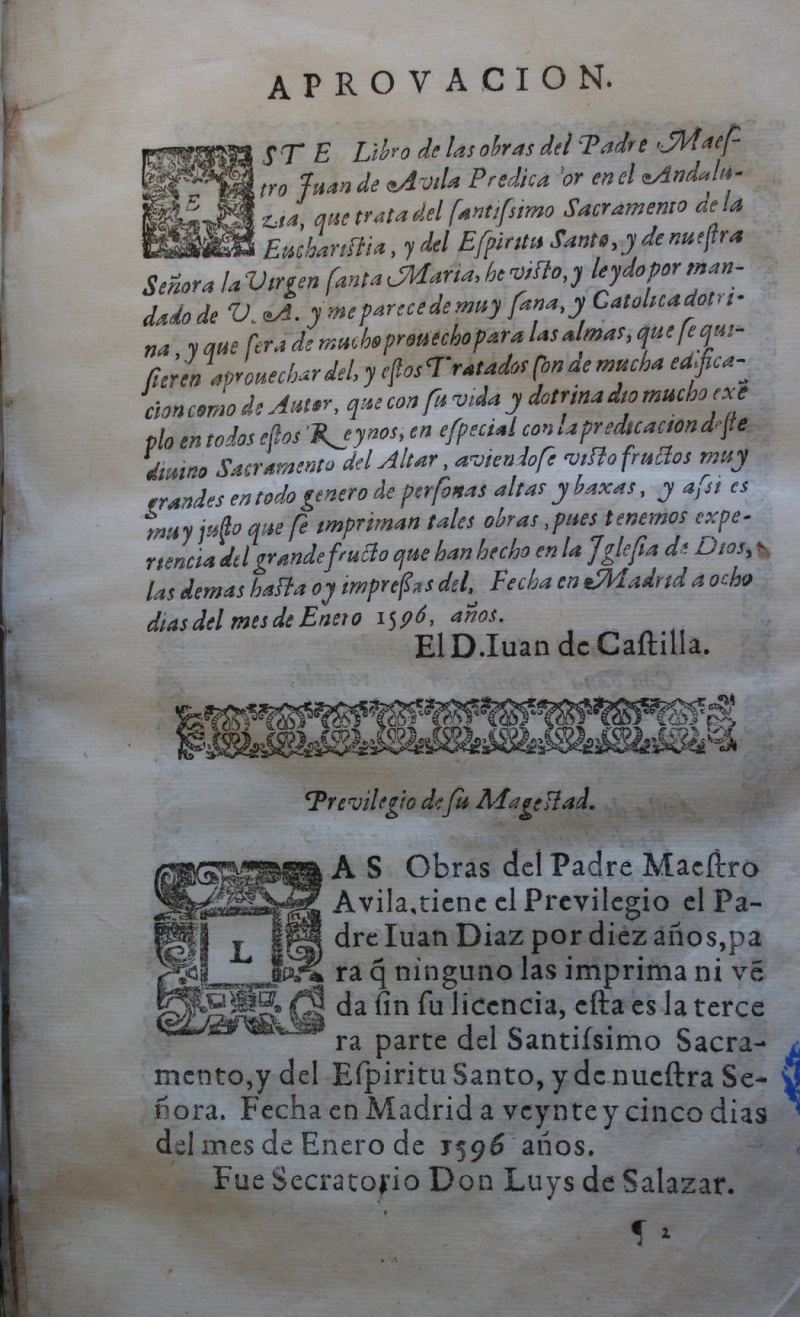 APROVACION.
ESTE Libro de las obras del Padre Maeſ-
tro Juan de Avila Predica or en el Andalu-
zia, que trata del ſantiſsimo Sacramento de la
Euchariſtia, y del Eſpiritu Santo, y de nueſtra
Señora la Virgen ſanta Maria, he viſto, y leydo por man-
dado de V. A. y me parece de muy ſana, y Catolica dotri-
na, y que ſera de mucho prouecho para las almas, que ſe qui-
ſieren aprouechar del, y eſtos Tratados ſon de mucha edifica-
cion como de Autor, que con ſu vida y dotrina dio mucho exẽ
plo en todos eſtos Reynos, en eſpecial con la predicacion deſte
diuino Sacramento del Altar, aviendoſe viſto fructos muy
grandes en todo genero de perſonas altas y baxas, y aſsi es
muy juſto que ſe impriman tales obras, pues tenemos expe-
riencia del grande fructo que han hecho en la Jgleſia de Dios,
las demas haſta oy impreſſas del, Fecha en Madrid a ocho
dias del mes de Enero 1596, años.
El D. Iuan de Caſtilla.
Previlegio de ſu Mageſtad.
LAS Obras del Padre Maeſtro
Avila, tiene el Previlegio el Pa-
dre Iuan Diaz por diez años, pa
ra q̃ ninguno las imprima ni vẽ
da ſin ſu licencia, eſta es la terce
ra parte del Santiſsimo Sacra-
mento, y del Eſpiritu Santo, y de nueſtra Se-
ñora. Fecha en Madrid a veynte y cinco dias
del mes de Enero de 1596 años.
Fue Secratorio Don Luys de Salazar.
¶ 2